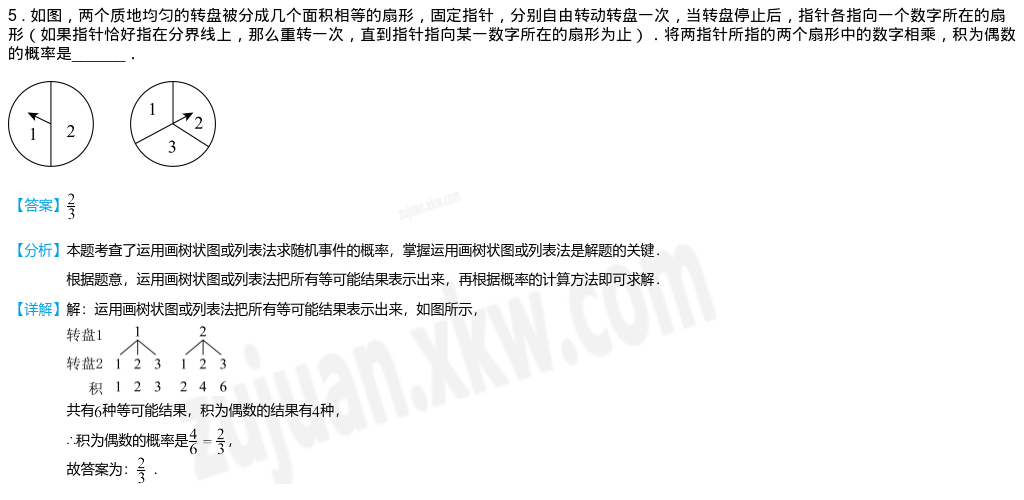 5．如图，两个质地均匀的转盘被分成几个面积相等的扇形，固定指针，分别自由转动转盘一次，当转盘停止后，指针各指向一个数字所在的扇
形（如果指针恰好指在分界线上，那么重转一次，直到指针指向某一数字所在的扇形为止）．将两指针所指的两个扇形中的数字相乘，积为偶数
的概率是________．
1 2 1 2 3
【答案】2/3
【分析】本题考查了运用画树状图或列表法求随机事件的概率，掌握运用画树状图或列表法是解题的关键．
根据题意，运用画树状图或列表法把所有等可能结果表示出来，再根据概率的计算方法即可求解．
【详解】解：运用画树状图或列表法把所有等可能结果表示出来，如图所示，
转盘1 1 2
转盘2 1 2 3 1 2 3
积 1 2 3 2 4 6
共有6种等可能结果，积为偶数的结果有4种，
∴积为偶数的概率是4/6=2/3，
故答案为：2/3．
zujuan.xkw.com
zujuan.xkw.com